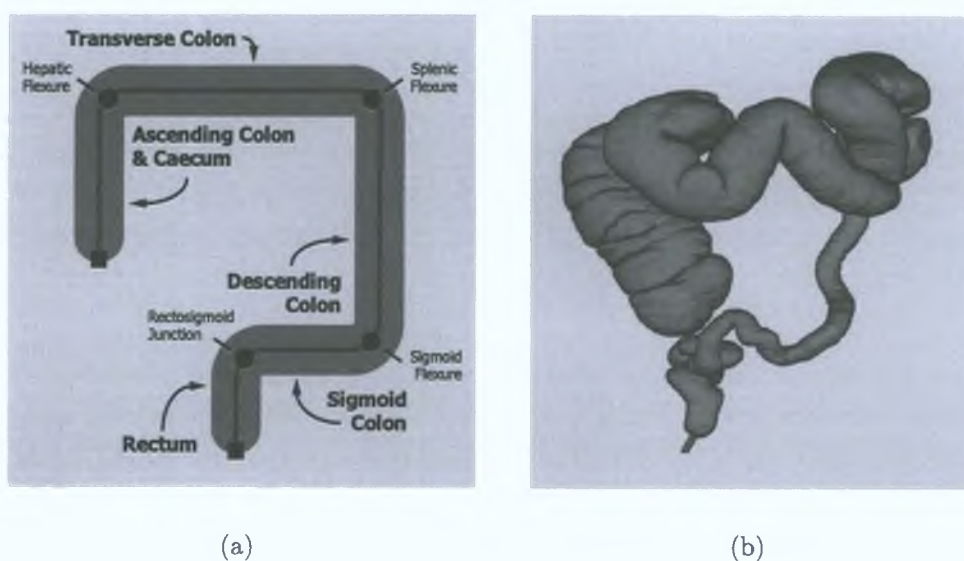 Transverse Colon
Hepatic
Flexure
Splenic
Flexure
Ascending Colon
& Caecum
Descending
Colon
Rectosigmoid
Junction
Sigmoid
Flexure
Sigmoid
Colon
Rectum
(a)
(b)